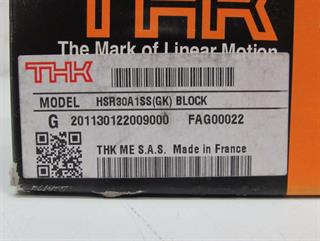 THK
The Mark of Linear Motion
THK
MODEL HSR30A1SS(GK) BLOCK
G 201130122009000 FAG00022
THK ME S.A.S. Made in France